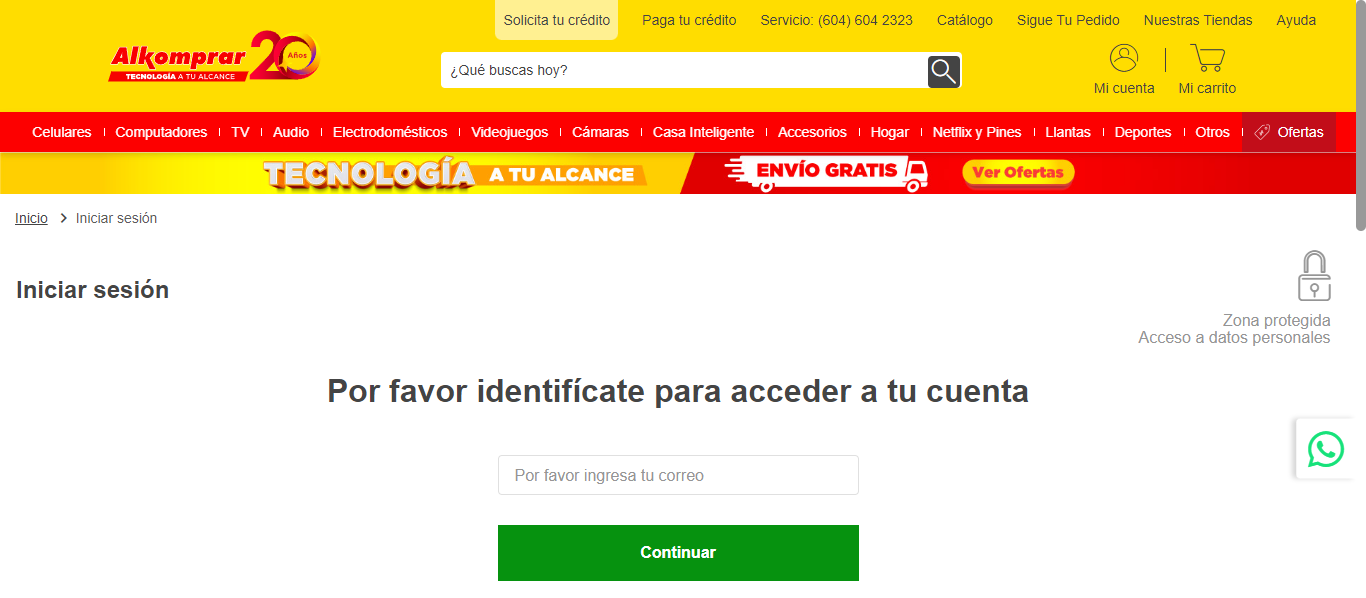 Solicita tu crédito Paga tu crédito Servicio: (604) 604 2323 Catálogo Sigue Tu Pedido Nuestras Tiendas Ayuda
Alkomprar 20 Años
TECNOLOGÍA A TU ALCANCE
¿Qué buscas hoy?
Mi cuenta Mi carrito
Celulares Computadores TV Audio Electrodomésticos Videojuegos Cámaras Casa Inteligente Accesorios Hogar Netflix y Pines Llantas Deportes Otros Ofertas
TECNOLOGÍA A TU ALCANCE ENVÍO GRATIS Ver Ofertas
Inicio Iniciar sesión
Iniciar sesión
Zona protegida
Acceso a datos personales
Por favor identifícate para acceder a tu cuenta
Por favor ingresa tu correo
Continuar